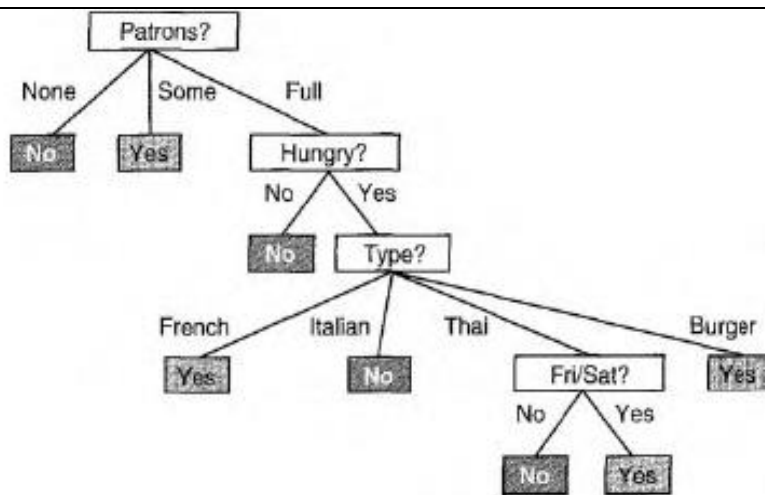 Patrons?
None Some Full
No Yes Hungry?
No Yes
No Type?
French Italian Thai Burger
Yes No Fri/Sat? Yes
No Yes
No Yes